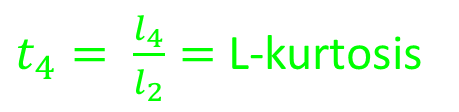 t₄ = l₄/l₂ = L-kurtosis